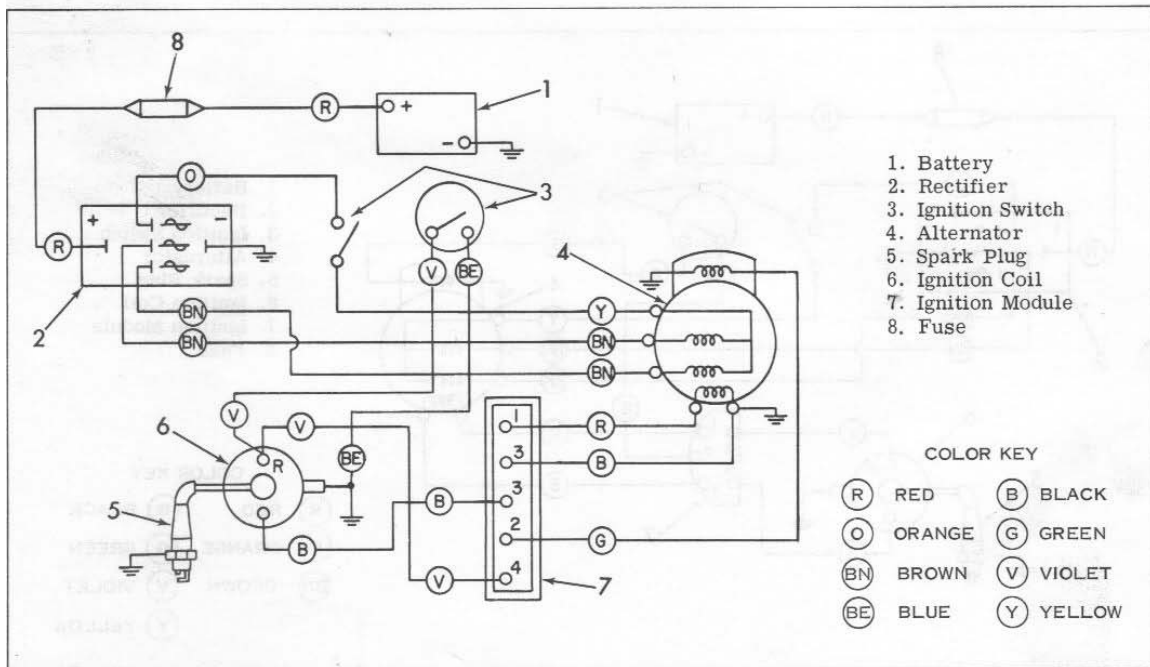 8
1
R
+
-
O
3
+
-
R
V
BE
4
2
BN
Y
BN
BN
BN
V
6
V
R
BE
5
B
B
V
1
3
3
2
4
R
B
G
7
1. Battery
2. Rectifier
3. Ignition Switch
4. Alternator
5. Spark Plug
6. Ignition Coil
7. Ignition Module
8. Fuse
COLOR KEY
R RED B BLACK
O ORANGE G GREEN
BN BROWN V VIOLET
BE BLUE Y YELLOW